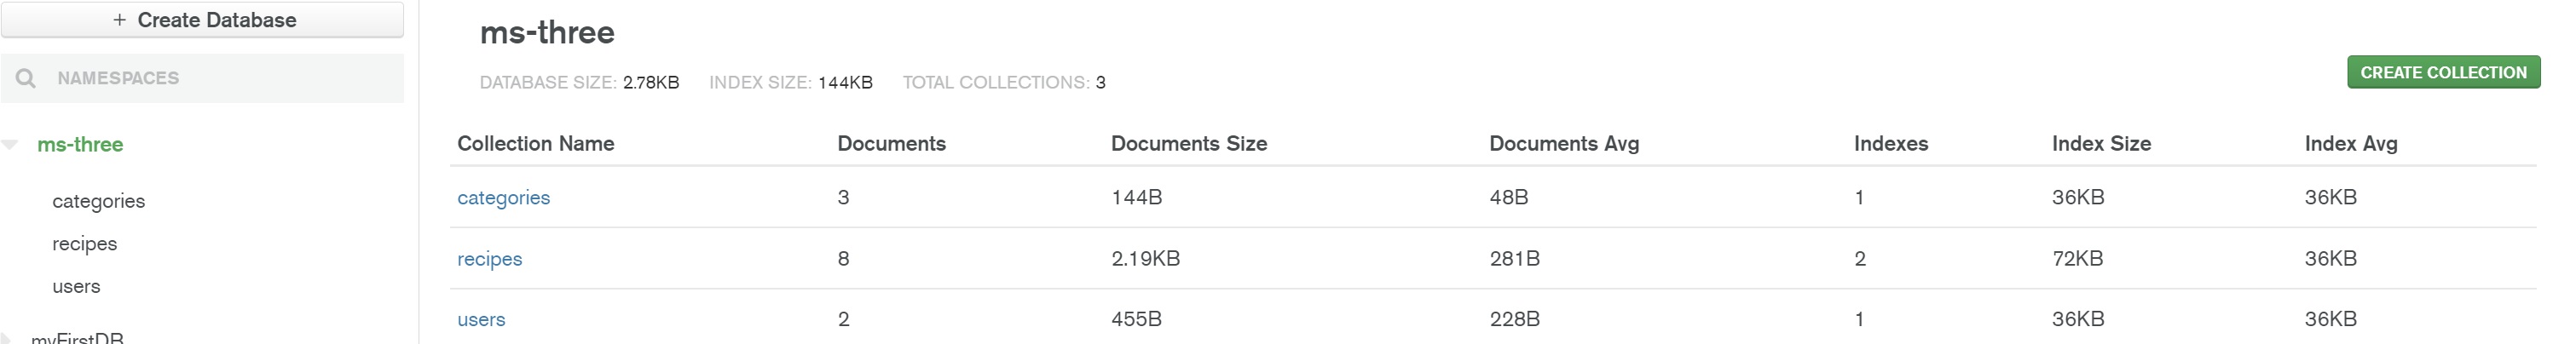 + Create Database
NAMESPACES
ms-three
categories
recipes
users
myFirstDB
ms-three
DATABASE SIZE: 2.78KB INDEX SIZE: 144KB TOTAL COLLECTIONS: 3
CREATE COLLECTION
Collection Name Documents Documents Size Documents Avg Indexes Index Size Index Avg
categories 3 144B 48B 1 36KB 36KB
recipes 8 2.19KB 281B 2 72KB 36KB
users 2 455B 228B 1 36KB 36KB